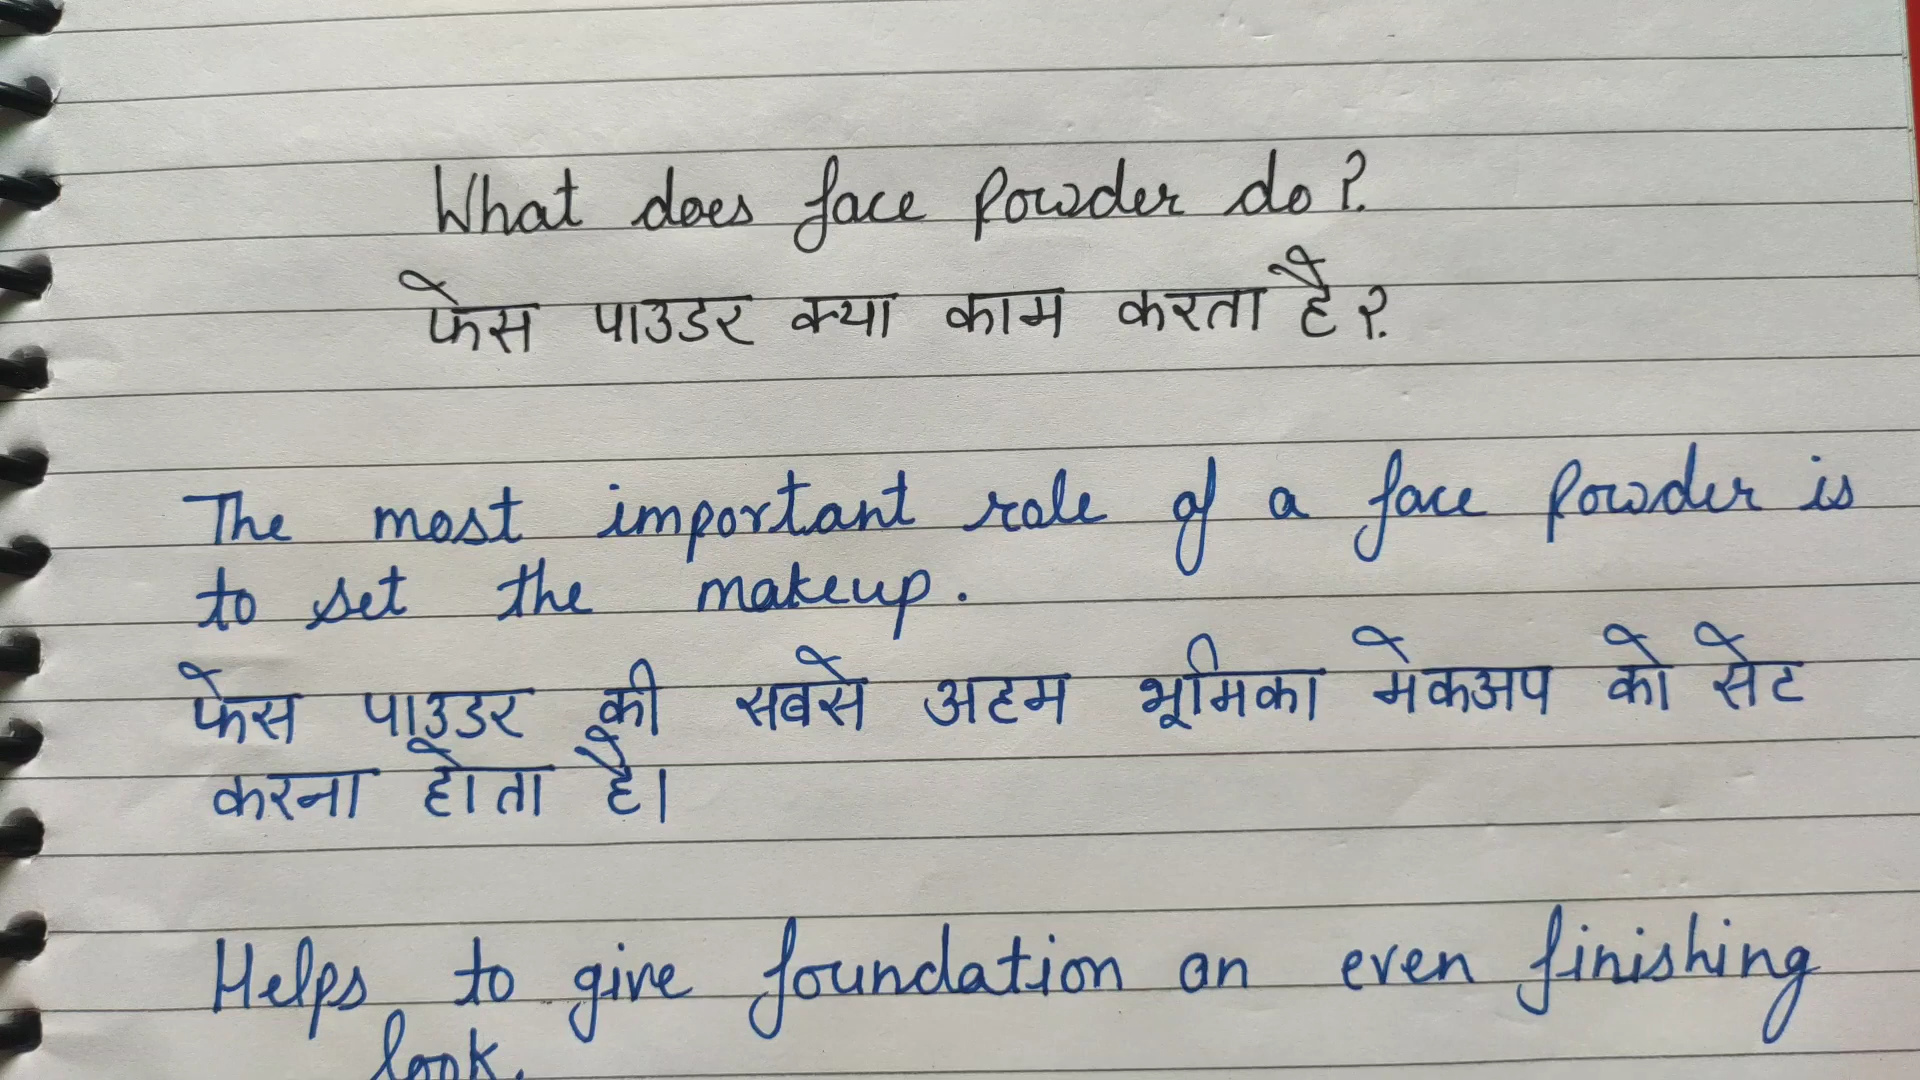 What does face powder do?
फेस पाउडर क्या काम करता है?
The most important role of a face powder is
to set the makeup.
फेस पाउडर की सबसे अहम भूमिका मेकअप को सेट
करना होता है।
Helps to give foundation an even finishing
look.